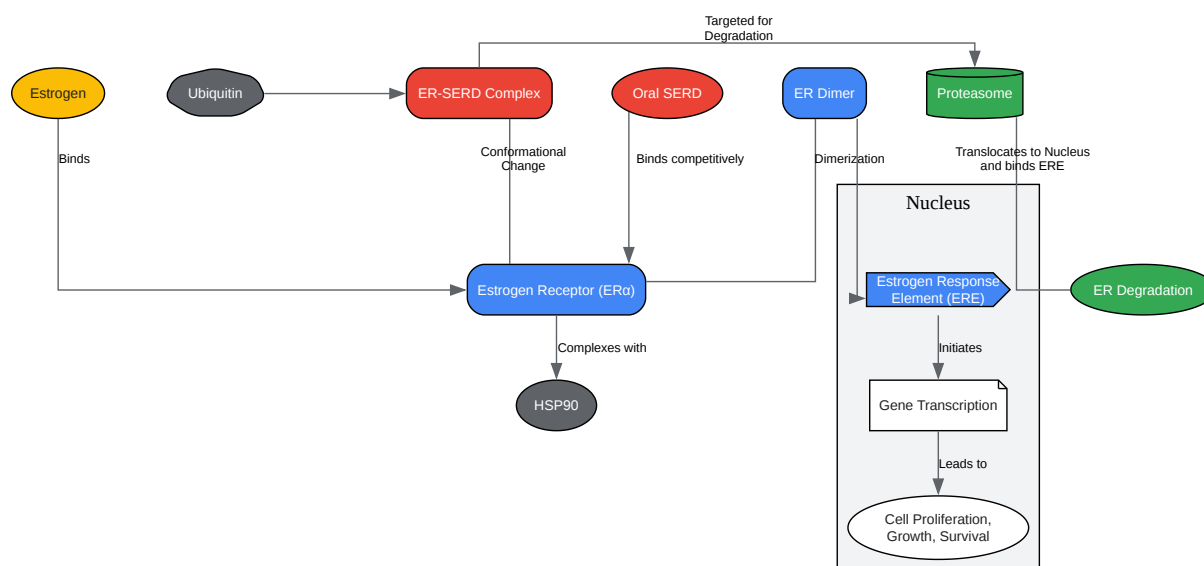 Targeted for
Degradation
Estrogen
Ubiquitin
ER-SERD Complex
Oral SERD
ER Dimer
Proteasome
Binds
Conformational
Change
Binds competitively
Dimerization
Translocates to Nucleus
and binds ERE
Nucleus
Estrogen Receptor (ERα)
Estrogen Response
Element (ERE)
ER Degradation
Complexes with
Initiates
HSP90
Gene Transcription
Leads to
Cell Proliferation,
Growth, Survival